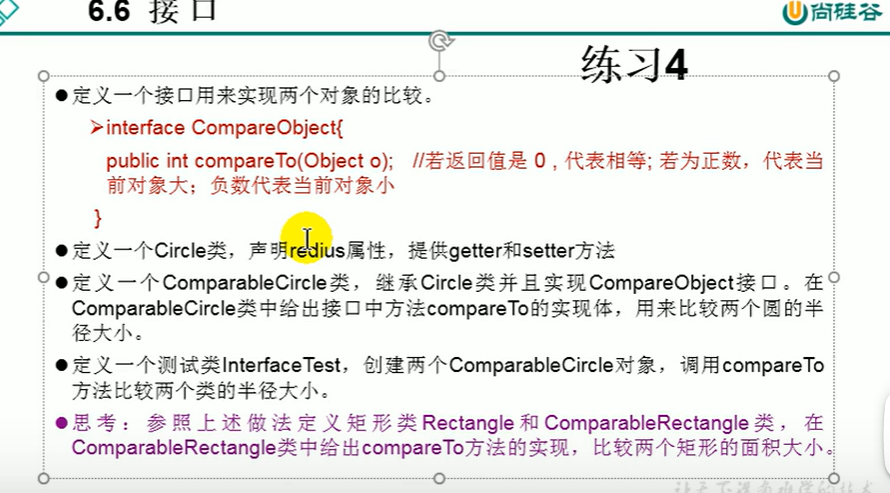 6.6 接口
尚硅谷
练习4
●定义一个接口用来实现两个对象的比较。
➢interface CompareObject{
public int compareTo(Object o); //若返回值是 0 , 代表相等; 若为正数，代表当
前对象大；负数代表当前对象小
}
●定义一个Circle类，声明redius属性，提供getter和setter方法
●定义一个ComparableCircle类，继承Circle类并且实现CompareObject接口。在
ComparableCircle类中给出接口中方法compareTo的实现体，用来比较两个圆的半
径大小。
●定义一个测试类InterfaceTest，创建两个ComparableCircle对象，调用compareTo
方法比较两个类的半径大小。
●思考：参照上述做法定义矩形类Rectangle和ComparableRectangle类，在
ComparableRectangle类中给出compareTo方法的实现，比较两个矩形的面积大小。